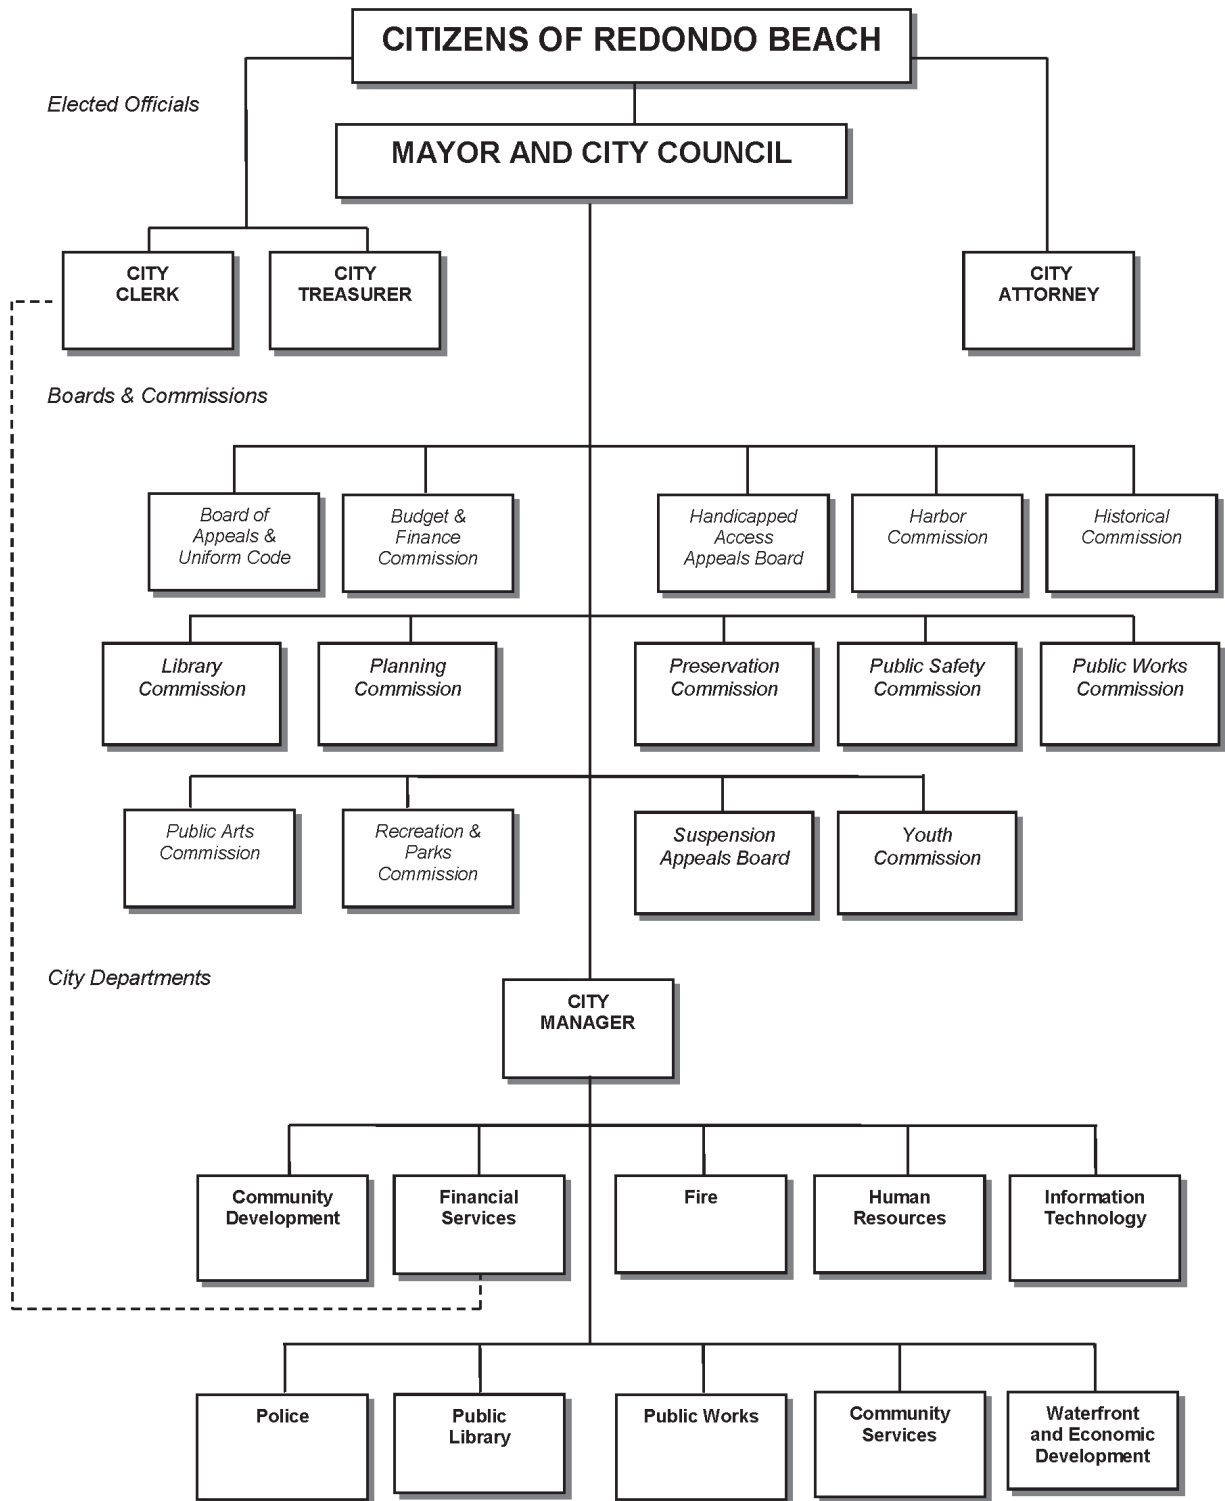 CITIZENS OF REDONDO BEACH
Elected Officials
MAYOR AND CITY COUNCIL
CITY
CLERK
CITY
TREASURER
CITY
ATTORNEY
Boards & Commissions
Board of
Appeals &
Uniform Code
Budget &
Finance
Commission
Handicapped
Access
Appeals Board
Harbor
Commission
Historical
Commission
Library
Commission
Planning
Commission
Preservation
Commission
Public Safety
Commission
Public Works
Commission
Public Arts
Commission
Recreation &
Parks
Commission
Suspension
Appeals Board
Youth
Commission
City Departments
CITY
MANAGER
Community
Development
Financial
Services
Fire
Human
Resources
Information
Technology
Police
Public
Library
Public Works
Community
Services
Waterfront
and Economic
Development